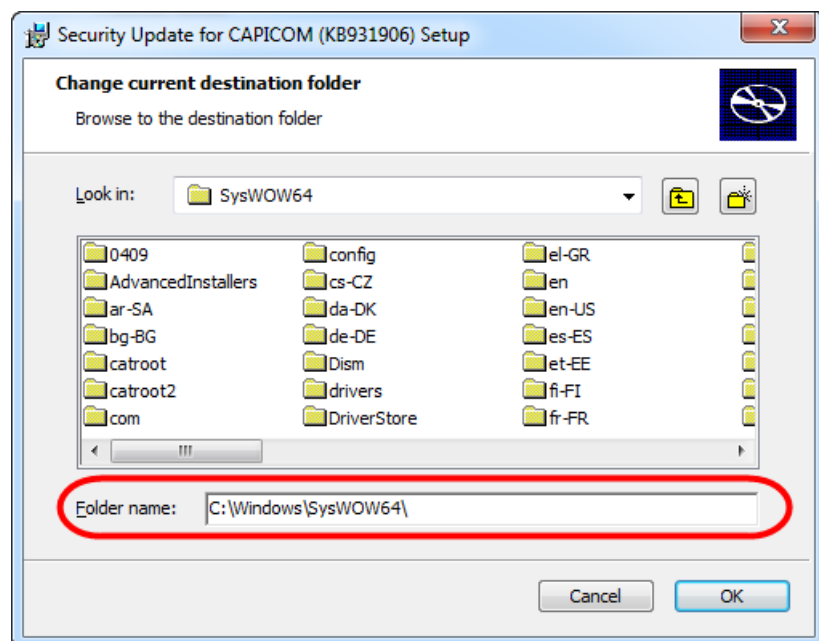 Security Update for CAPICOM (KB931906) Setup
Change current destination folder
Browse to the destination folder
Look in: SysWOW64
0409 config el-GR
AdvancedInstallers cs-CZ en
ar-SA da-DK en-US
bg-BG de-DE es-ES
catroot Dism et-EE
catroot2 drivers fi-FI
com DriverStore fr-FR
Folder name: C:\Windows\SysWOW64\
Cancel OK